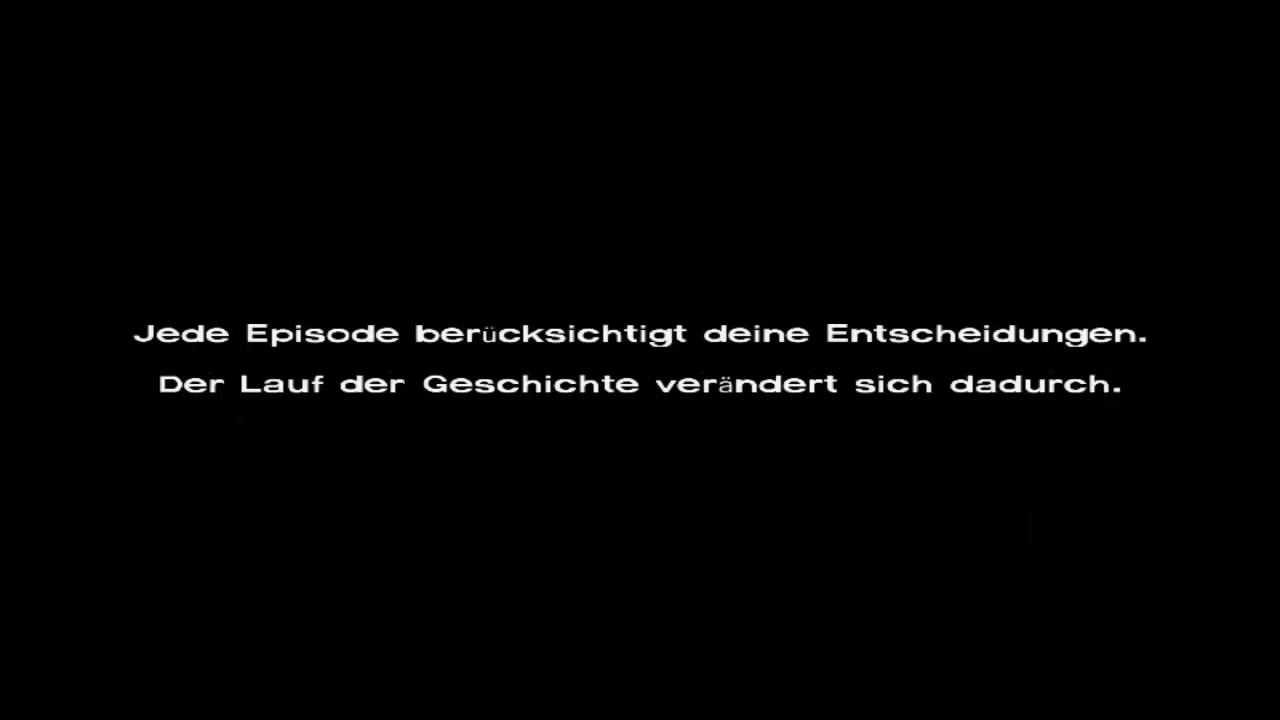 Jede Episode berücksichtigt deine Entscheidungen.
Der Lauf der Geschichte verändert sich dadurch.